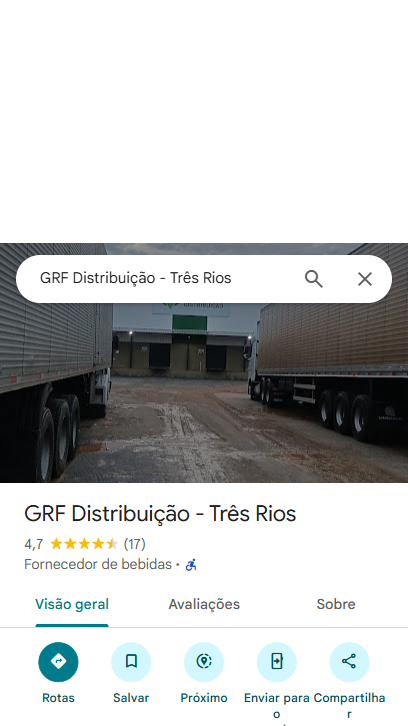 GRF Distribuição - Três Rios
GRF Distribuição - Três Rios
4,7 (17)
Fornecedor de bebidas ·
Visão geral Avaliações Sobre
Rotas Salvar Próximo Enviar para o Compartilhar